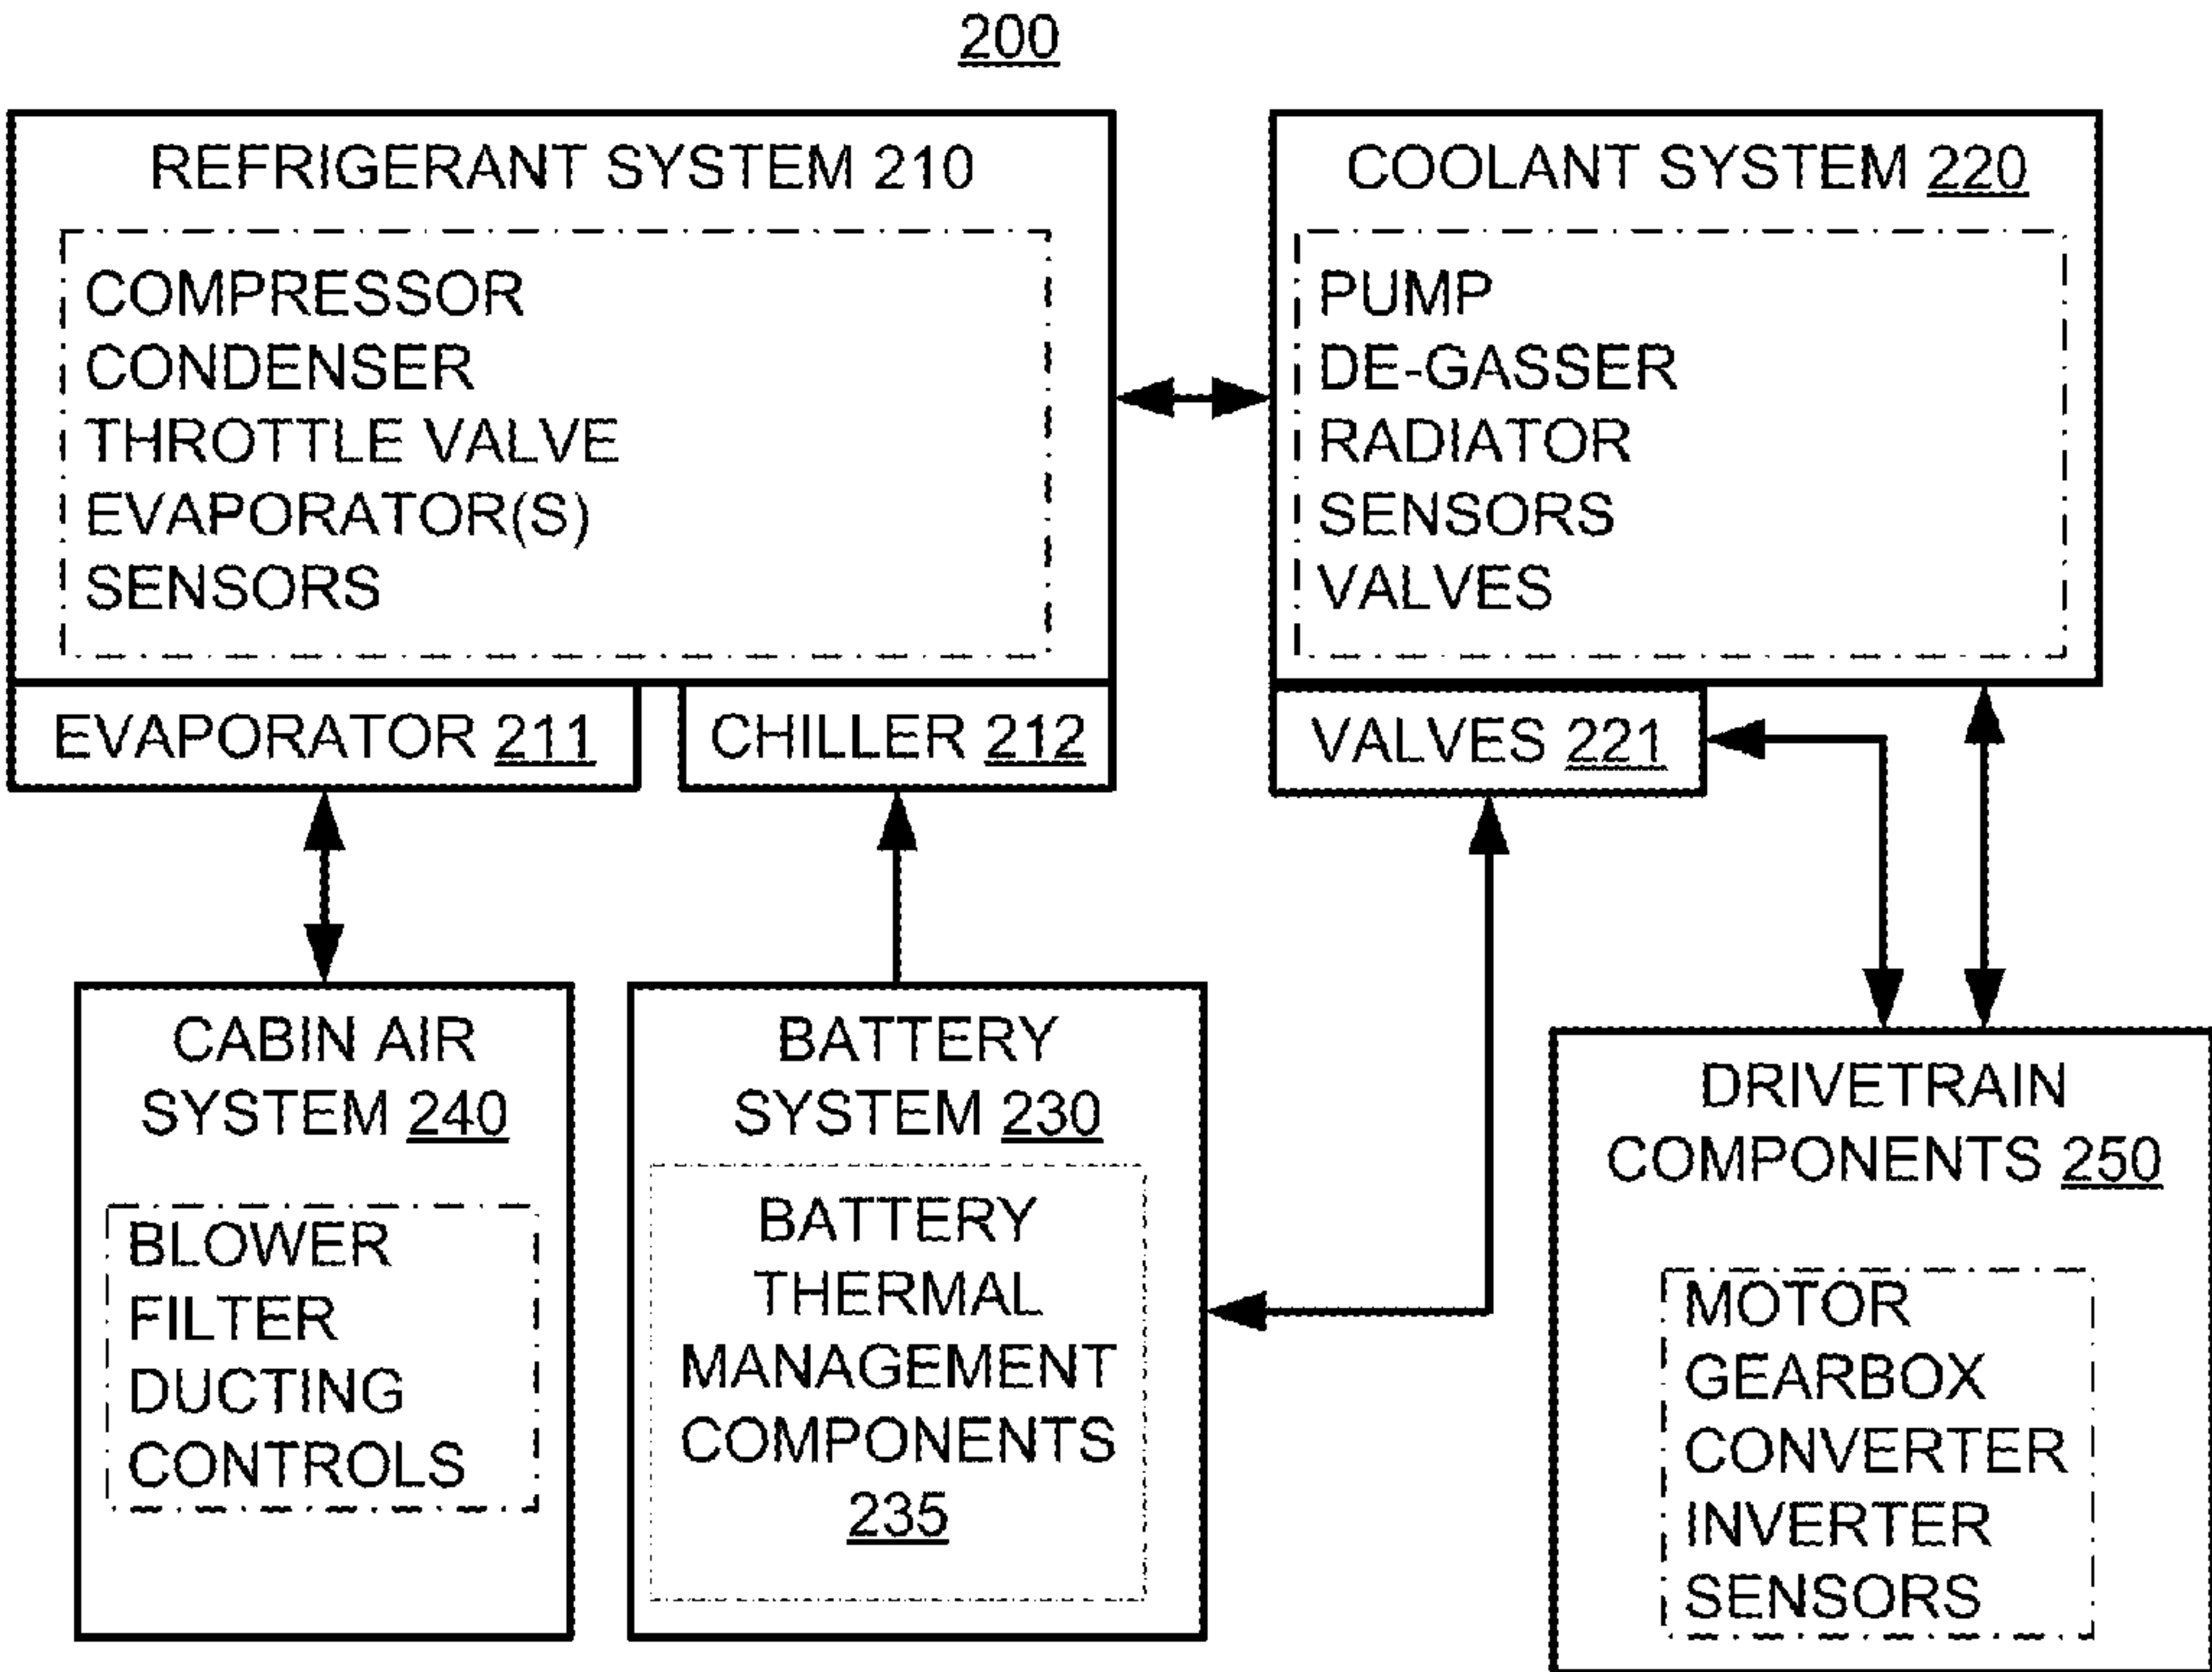 200
REFRIGERANT SYSTEM 210
COMPRESSOR
CONDENSER
THROTTLE VALVE
EVAPORATOR(S)
SENSORS
EVAPORATOR 211
CHILLER 212
COOLANT SYSTEM 220
PUMP
DE-GASSER
RADIATOR
SENSORS
VALVES
VALVES 221
CABIN AIR
SYSTEM 240
BLOWER
FILTER
DUCTING
CONTROLS
BATTERY
SYSTEM 230
BATTERY
THERMAL
MANAGEMENT
COMPONENTS
235
DRIVETRAIN
COMPONENTS 250
MOTOR
GEARBOX
CONVERTER
INVERTER
SENSORS